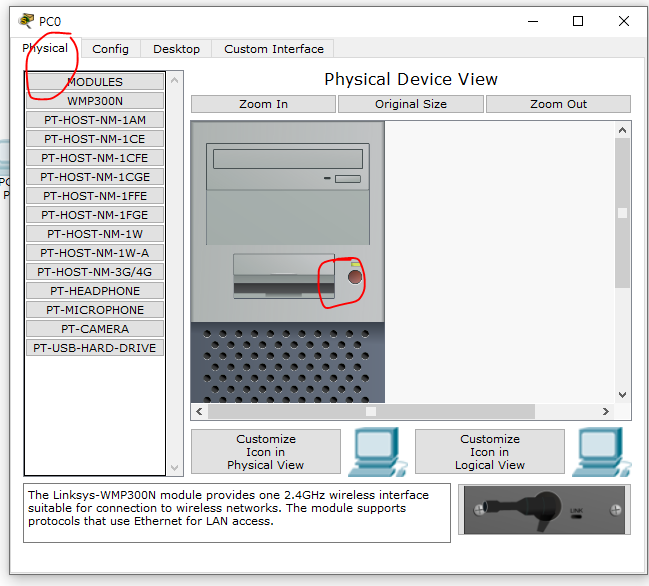 PC0
Physical Config Desktop Custom Interface
MODULES
WMP300N
PT-HOST-NM-1AM
PT-HOST-NM-1CE
PT-HOST-NM-1CFE
PT-HOST-NM-1CGE
PT-HOST-NM-1FFE
PT-HOST-NM-1FGE
PT-HOST-NM-1W
PT-HOST-NM-1W-A
PT-HOST-NM-3G/4G
PT-HEADPHONE
PT-MICROPHONE
PT-CAMERA
PT-USB-HARD-DRIVE
Physical Device View
Zoom In Original Size Zoom Out
Customize
Icon in
Physical View
Customize
Icon in
Logical View
The Linksys-WMP300N module provides one 2.4GHz wireless interface
suitable for connection to wireless networks. The module supports
protocols that use Ethernet for LAN access.
LINK